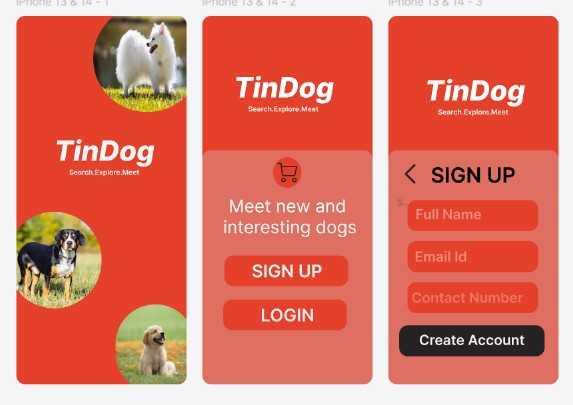 iPhone 13 & 14 - 1
TinDog
Search.Explore.Meet
iPhone 13 & 14 - 2
TinDog
Search.Explore.Meet
Meet new and
interesting dogs
SIGN UP
LOGIN
iPhone 13 & 14 - 3
TinDog
Search.Explore.Meet
SIGN UP
S...
Full Name
Email Id
Contact Number
Create Account